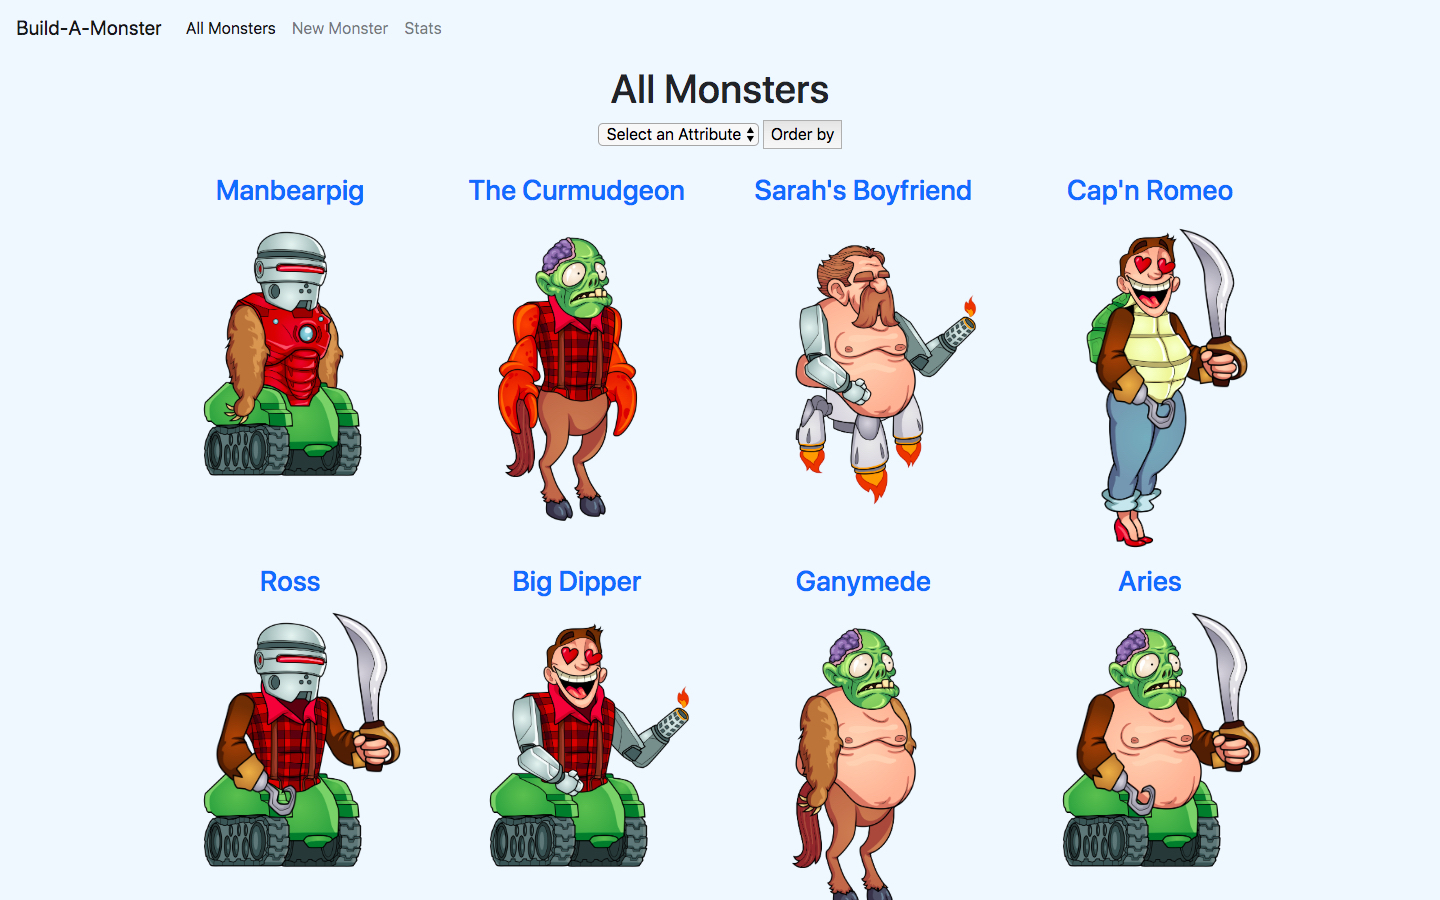 Build-A-Monster All Monsters New Monster Stats
All Monsters
Select an Attribute Order by
Manbearpig The Curmudgeon Sarah's Boyfriend Cap'n Romeo
Ross Big Dipper Ganymede Aries